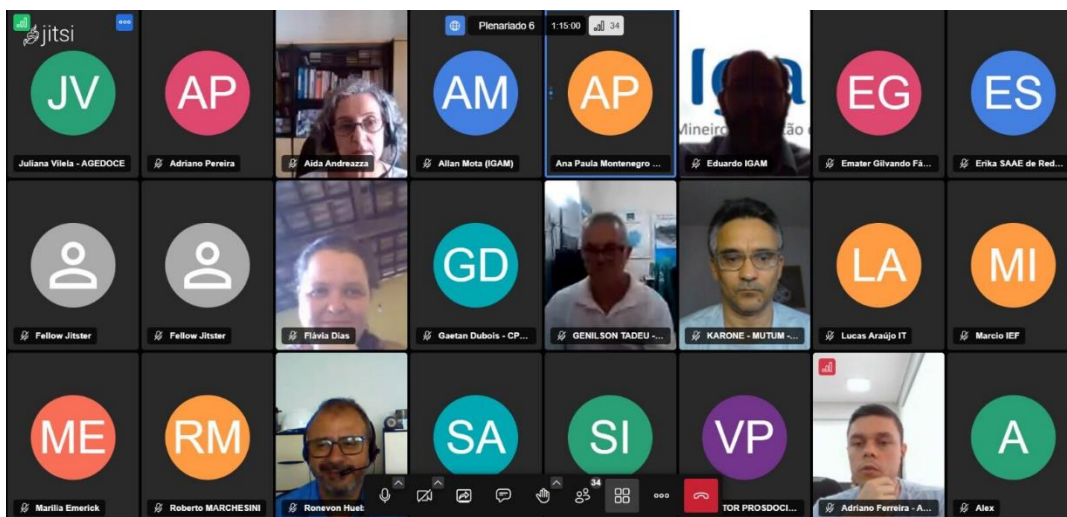 jitsi
Plenariado 6 1:15:00 34
JV
AP
AM
AP
Iga
Mineiro
EG
ES
Juliana Vilela - AGEDOCE
Adriano Pereira
Aida Andreazza
Allan Mota (IGAM)
Ana Paula Montenegro ...
Eduardo IGAM
Emater Gilvando Fá...
Erika SAAE de Red...
GD
LA
MI
Fellow Jitster
Fellow Jitster
Flávia Dias
Gaetan Dubois - CP...
GENILSON TADEU -...
KARONE - MUTUM -...
Lucas Araújo IT
Marcio IEF
ME
RM
SA
SI
VP
A
34
Marilia Emerick
Roberto MARCHESINI
Ronevon Hueb
TOR PROSDOCI...
Adriano Ferreira - A...
Alex